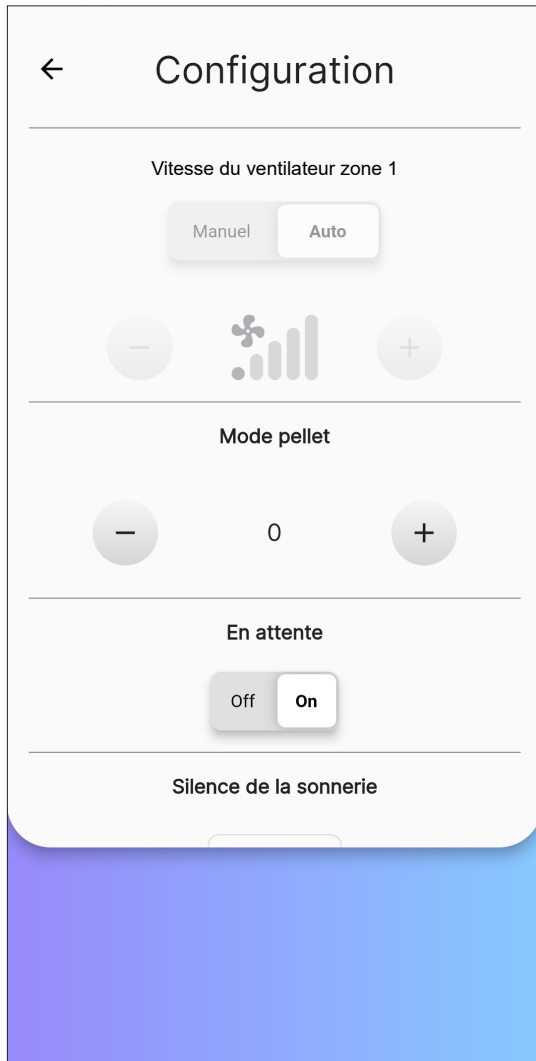 Configuration
Vitesse du ventilateur zone 1
Manuel Auto
Mode pellet
0
En attente
Off On
Silence de la sonnerie